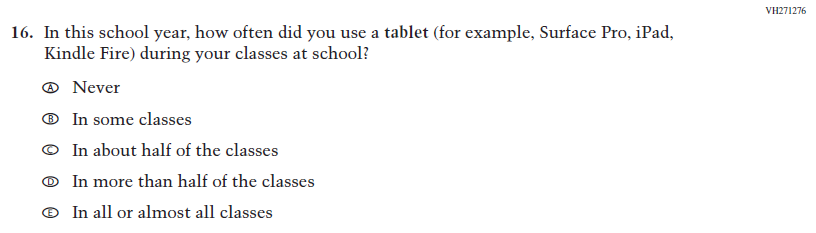 VH271276
16. In this school year, how often did you use a tablet (for example, Surface Pro, iPad,
Kindle Fire) during your classes at school?
A Never
B In some classes
C In about half of the classes
D In more than half of the classes
E In all or almost all classes